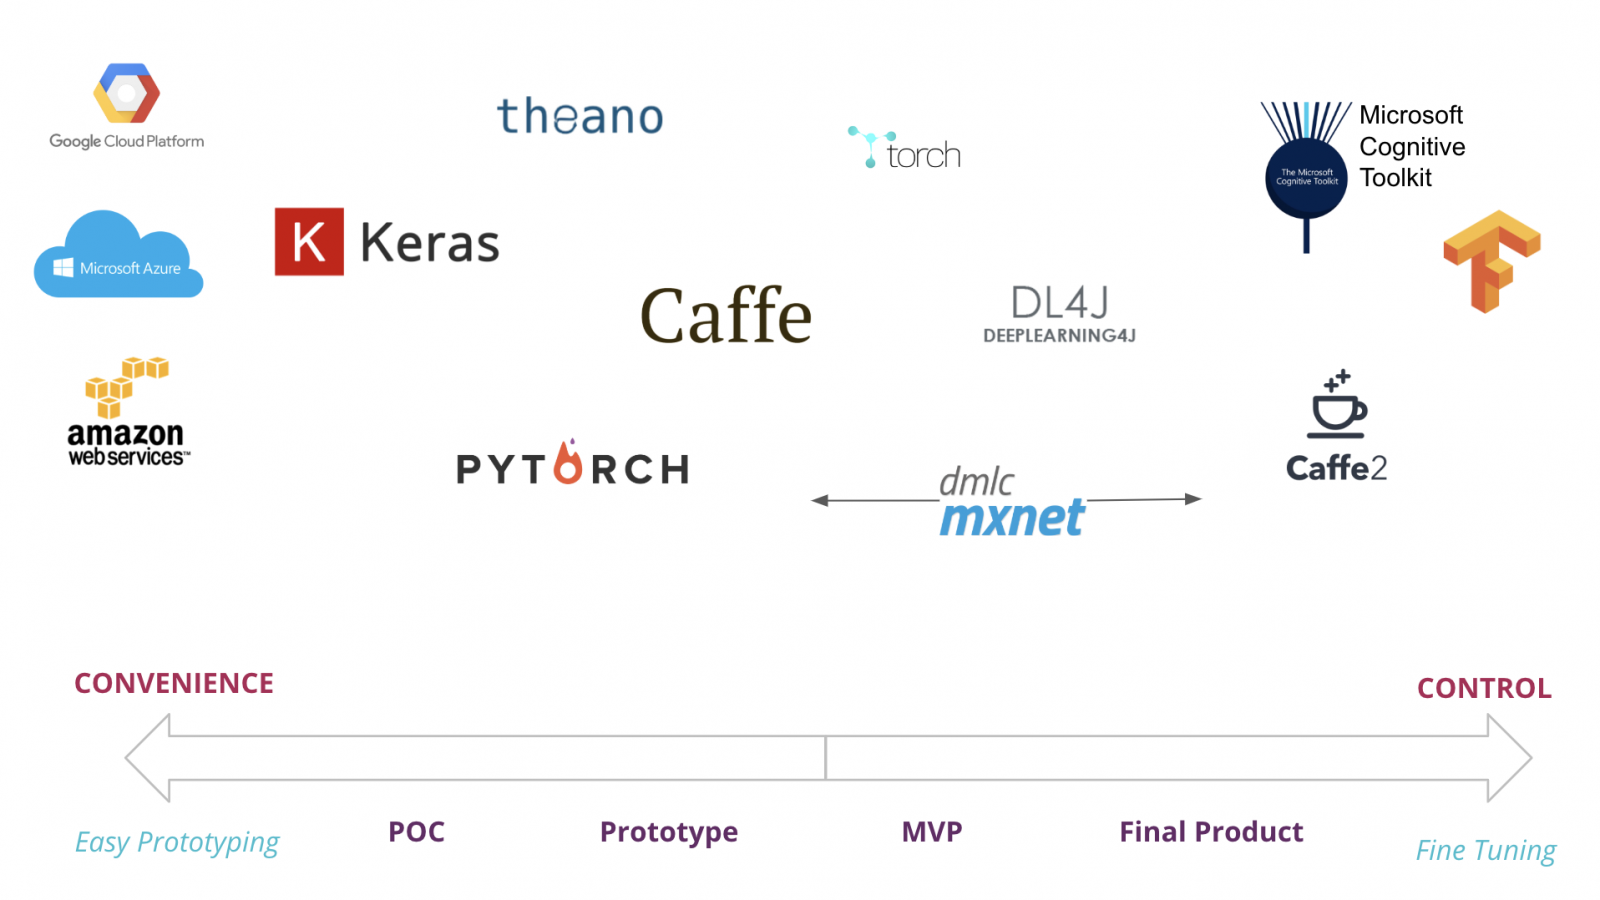 Google Cloud Platform
theano
torch
The Microsoft
Cognitive Toolkit
Microsoft
Cognitive
Toolkit
Microsoft Azure
K Keras
Caffe
DL4J
DEEPLEARNING4J
amazon
web services™
PYTORCH
dmlc
mxnet
Caffe2
CONVENIENCE
CONTROL
POC
Prototype
MVP
Final Product
Easy Prototyping
Fine Tuning